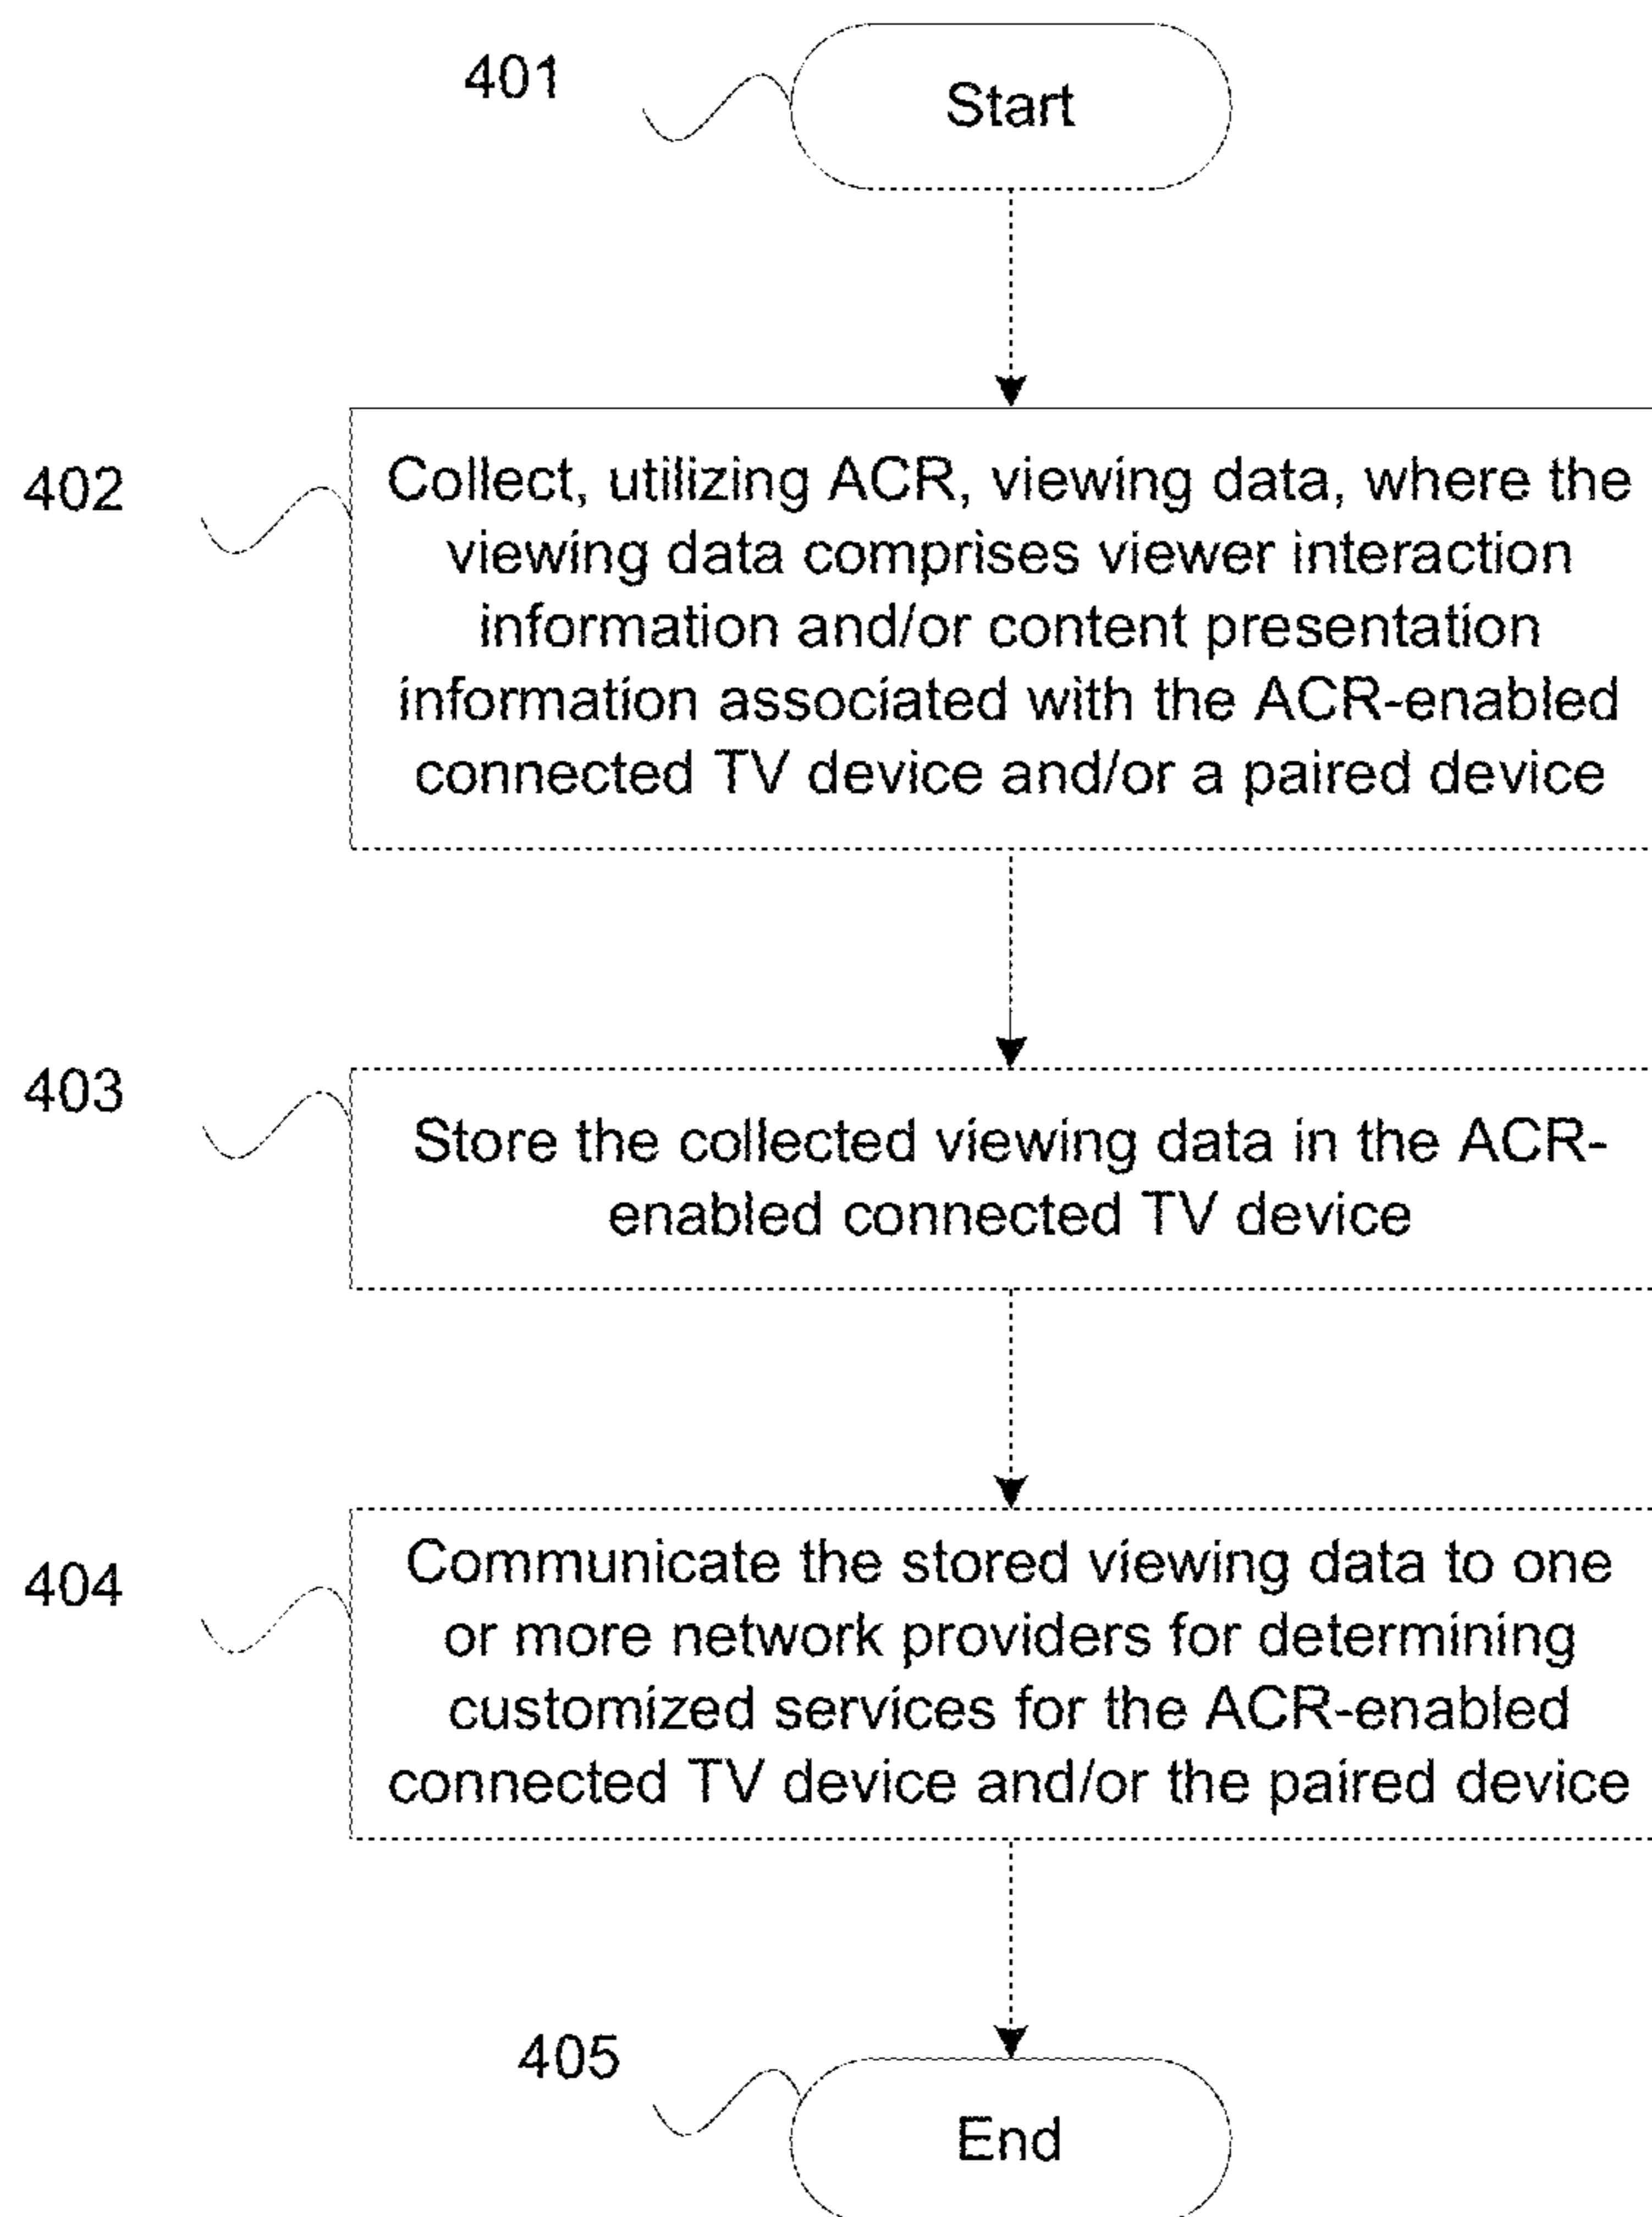 401
Start
402
Collect, utilizing ACR, viewing data, where the
viewing data comprises viewer interaction
information and/or content presentation
information associated with the ACR-enabled
connected TV device and/or a paired device
403
Store the collected viewing data in the ACR-
enabled connected TV device
404
Communicate the stored viewing data to one
or more network providers for determining
customized services for the ACR-enabled
connected TV device and/or the paired device
405
End